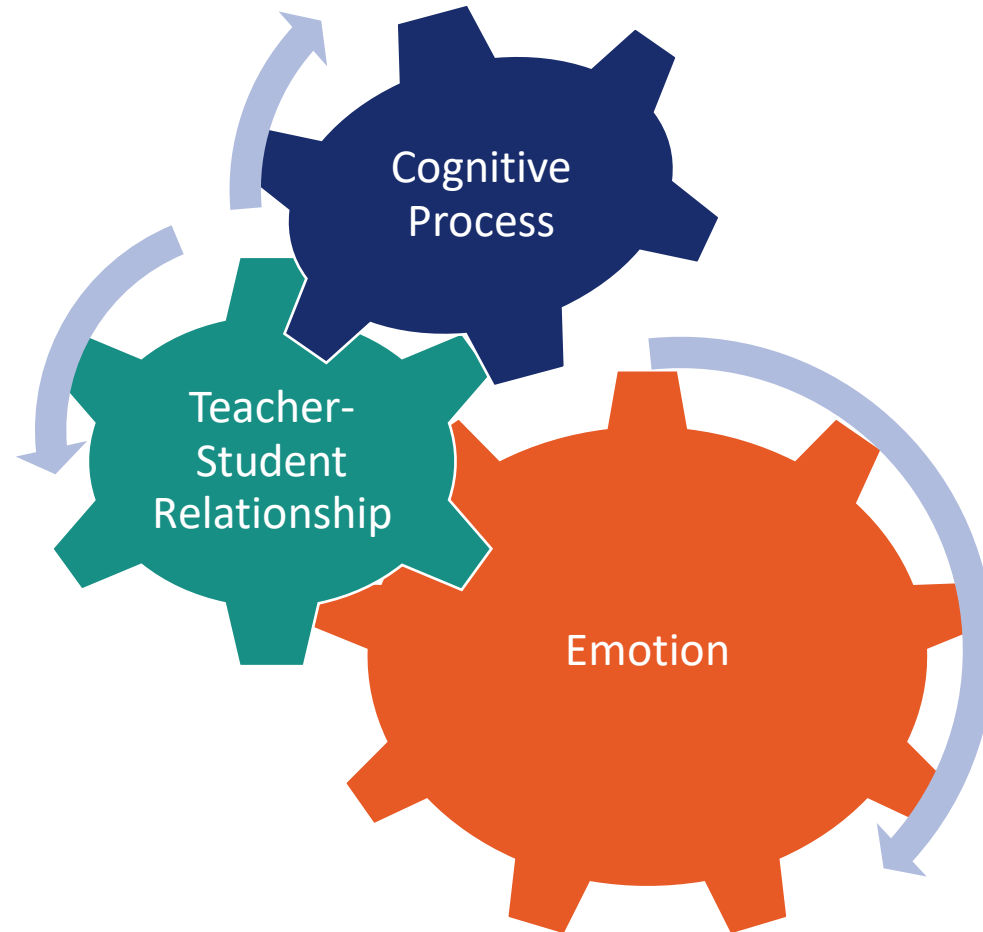 Cognitive
Process
Teacher-
Student
Relationship
Emotion